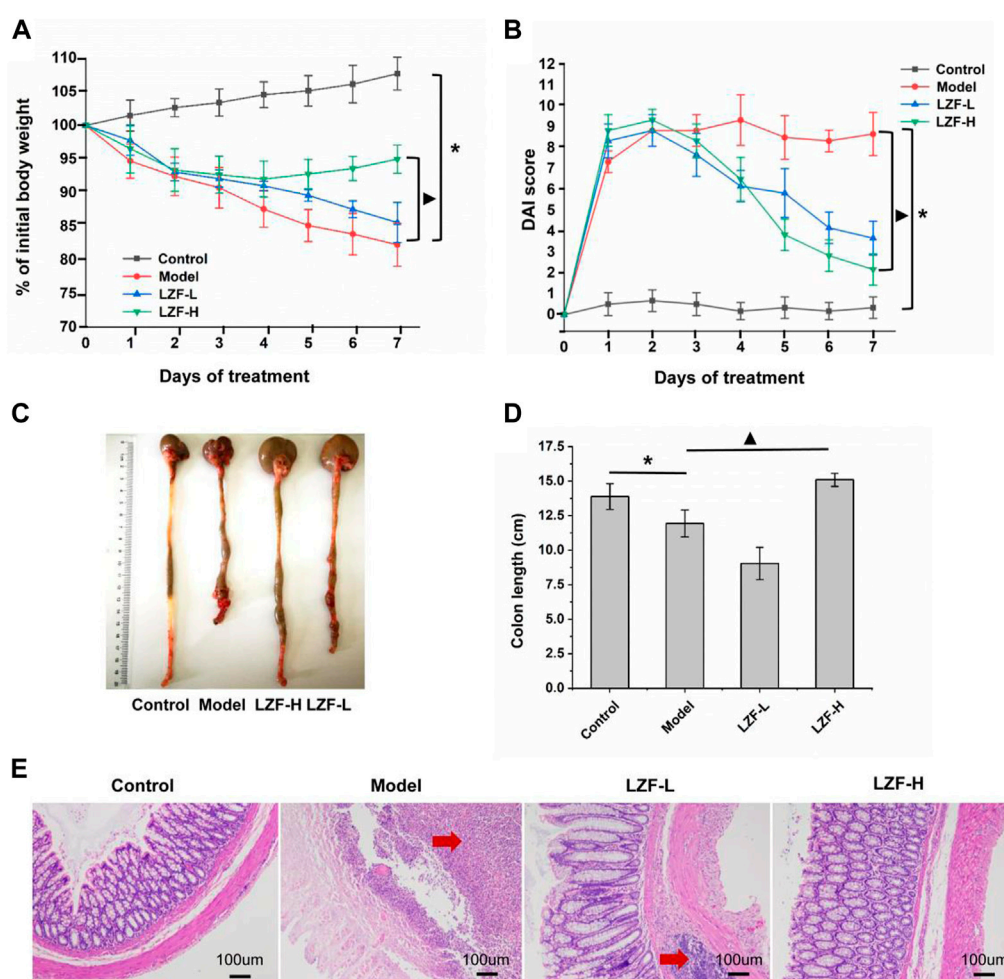 A
% of initial body weight
110
105
100
95
90
85
80
75
70
0 1 2 3 4 5 6 7
Days of treatment
Control
Model
LZF-L
LZF-H
*
▶
B
DAI score
12
11
10
9
8
7
6
5
4
3
2
1
0
0 1 2 3 4 5 6 7
Days of treatment
Control
Model
LZF-L
LZF-H
▶ *
C
Control Model LZF-H LZF-L
D
Colon length (cm)
17.5
15.0
12.5
10.0
7.5
5.0
2.5
0.0
* ▲
Control Model LZF-L LZF-H
E
Control Model LZF-L LZF-H
100um 100um 100um 100um